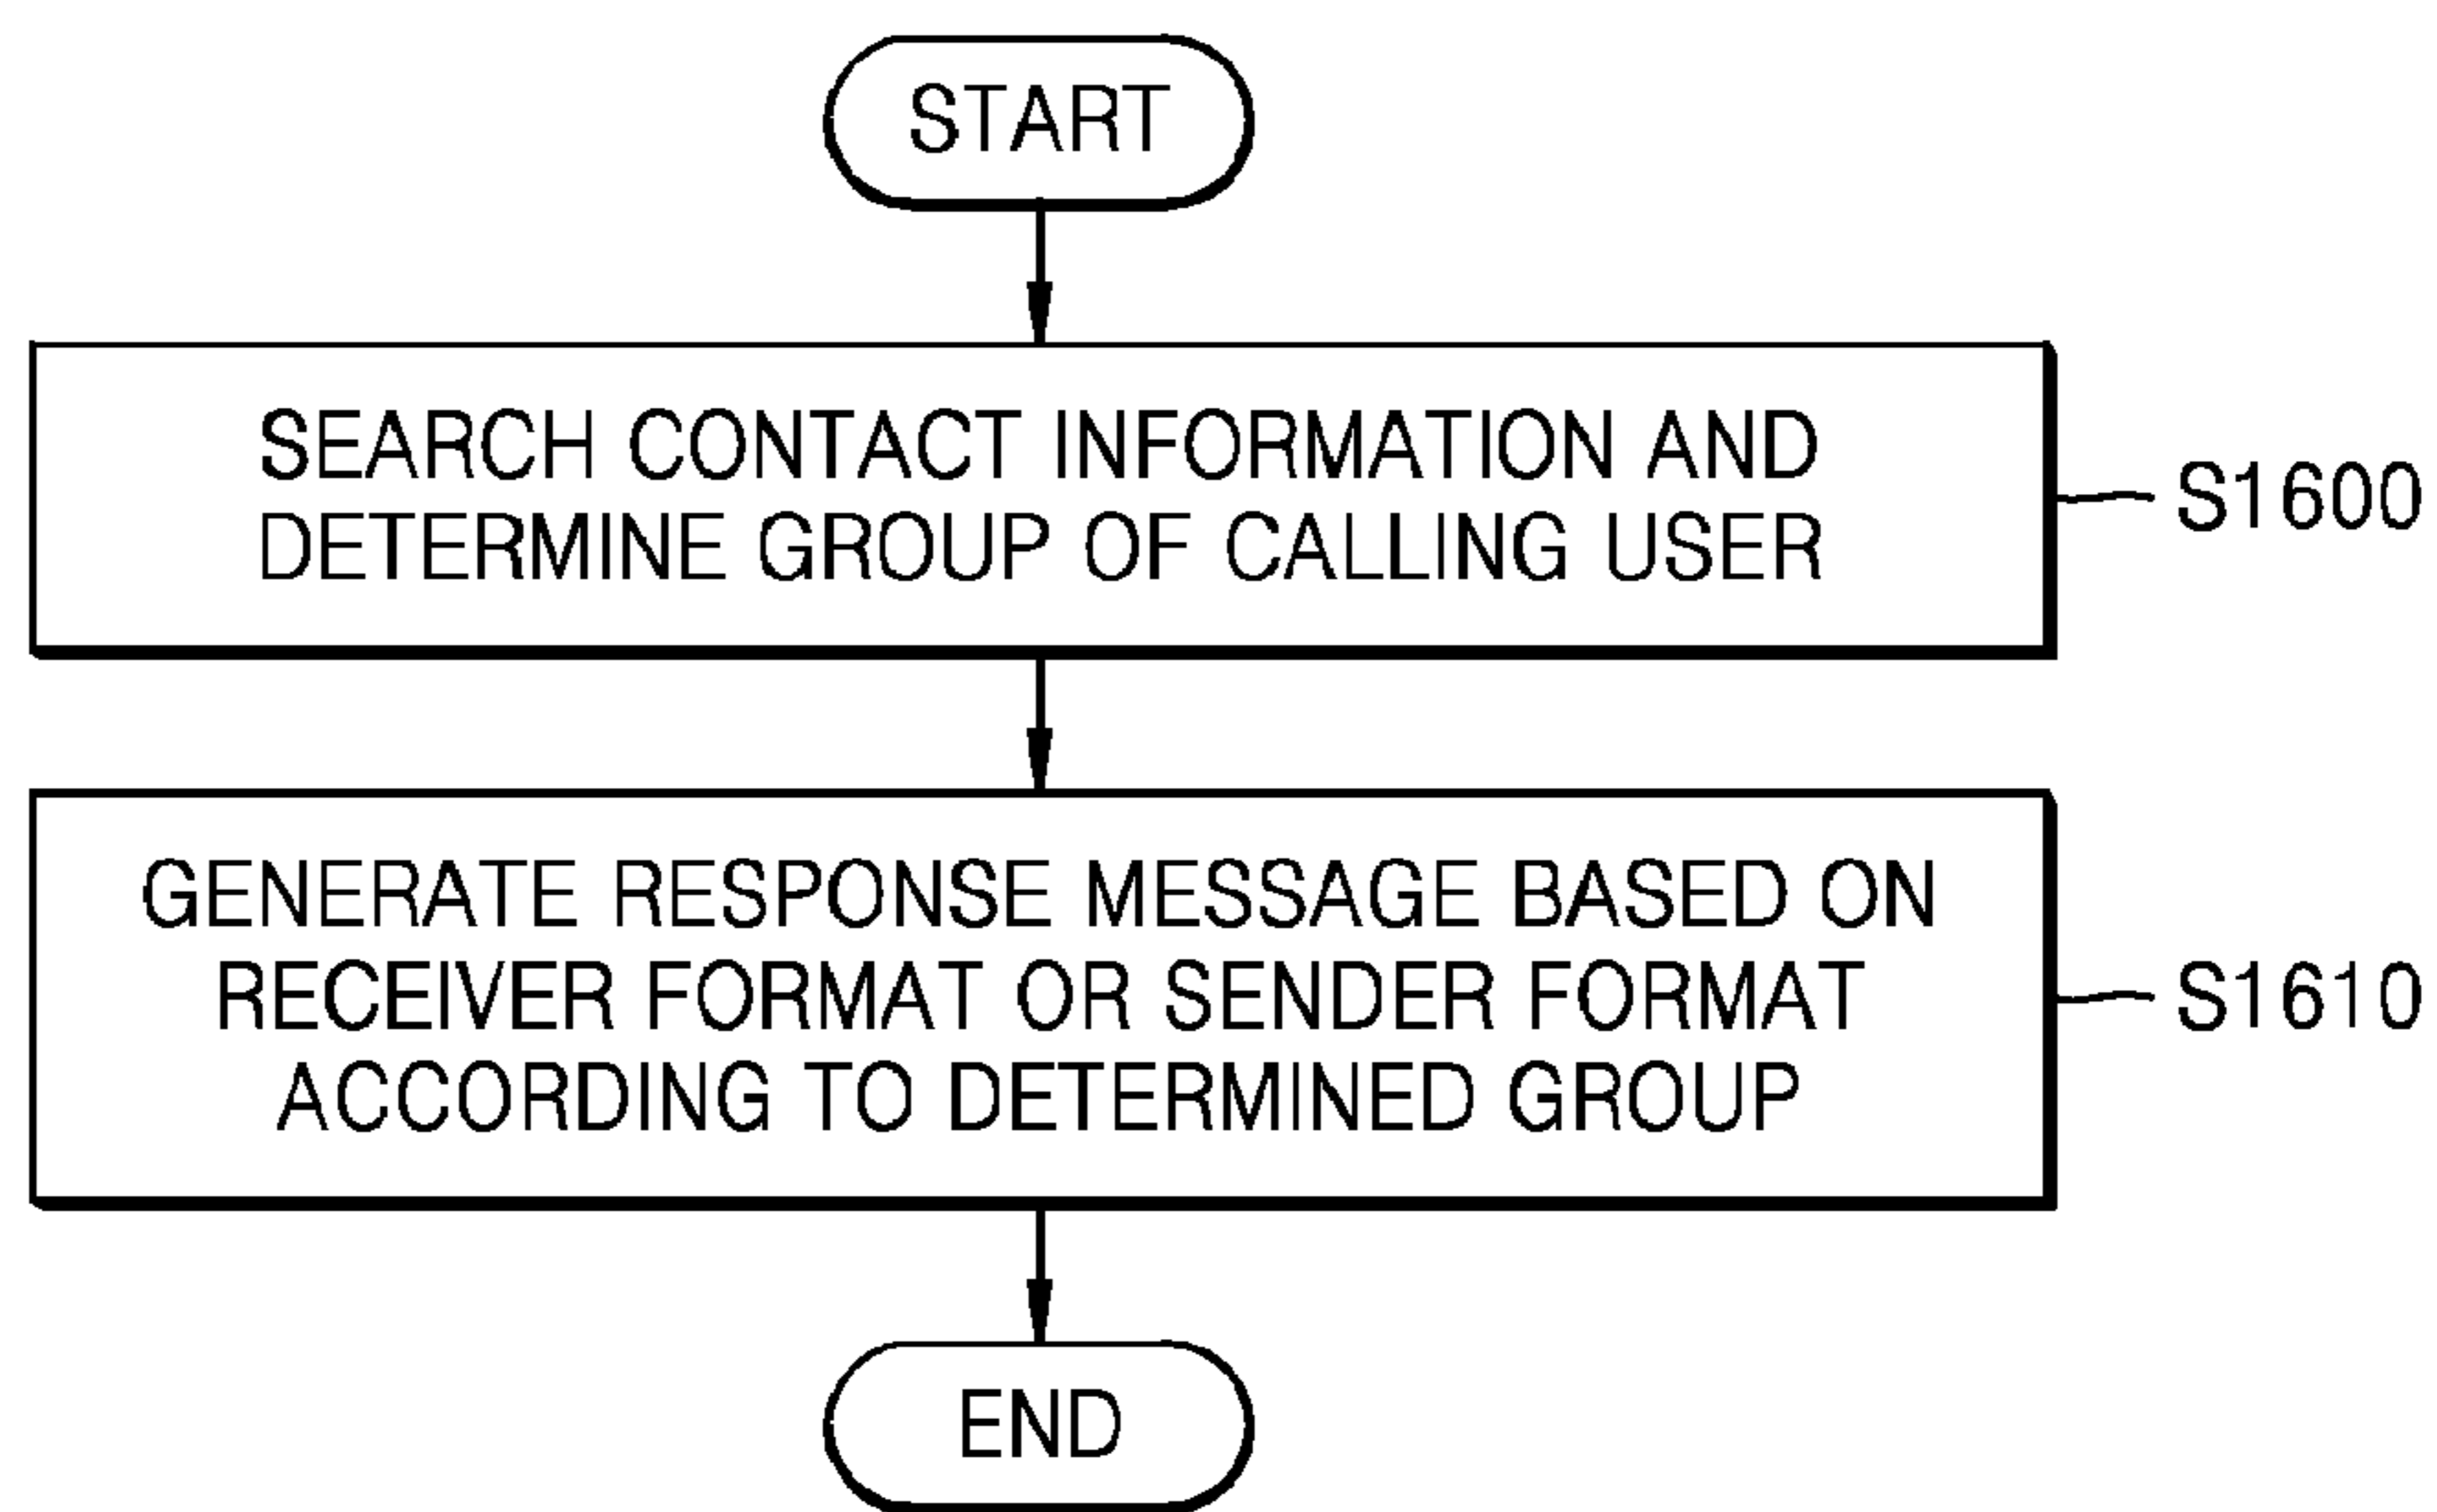 START
SEARCH CONTACT INFORMATION AND
DETERMINE GROUP OF CALLING USER
S1600
GENERATE RESPONSE MESSAGE BASED ON
RECEIVER FORMAT OR SENDER FORMAT
ACCORDING TO DETERMINED GROUP
S1610
END